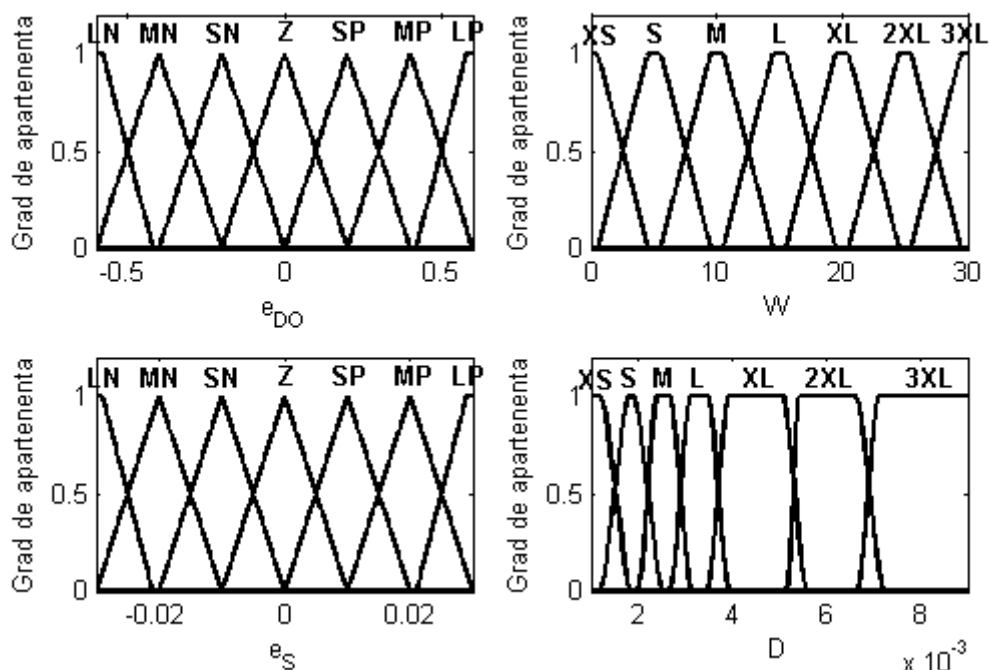 LN MN SN Z SP MP LP
1
0.5
0
Grad de apartenenta
-0.5 0 0.5
e_DO
XS S M L XL 2XL 3XL
1
0.5
0
Grad de apartenenta
0 10 20 30
W
LN MN SN Z SP MP LP
1
0.5
0
Grad de apartenenta
-0.02 0 0.02
e_S
XS S M L XL 2XL 3XL
1
0.5
0
Grad de apartenenta
2 4 6 8
D
x 10^-3